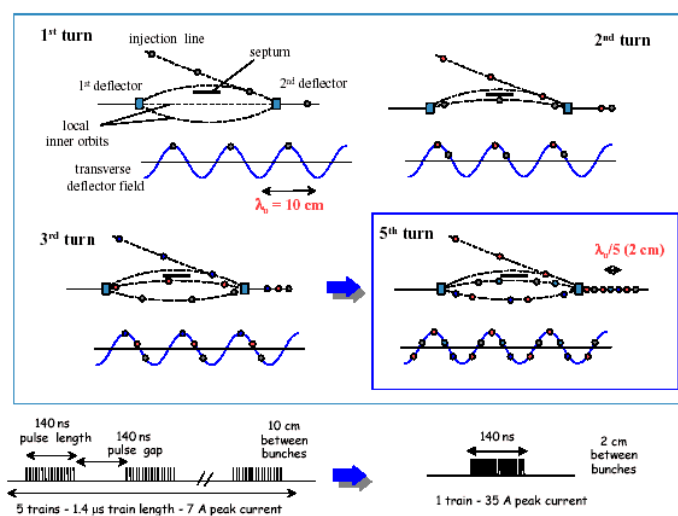 1st turn
injection line
septum
1st deflector
2nd deflector
local
inner orbits
transverse
deflector field
λ0 = 10 cm
2nd turn
3rd turn
5th turn
λ0/5 (2 cm)
140 ns
pulse length
140 ns
pulse gap
10 cm
between
bunches
5 trains - 1.4 µs train length - 7 A peak current
140 ns
2 cm
between
bunches
1 train - 35 A peak current